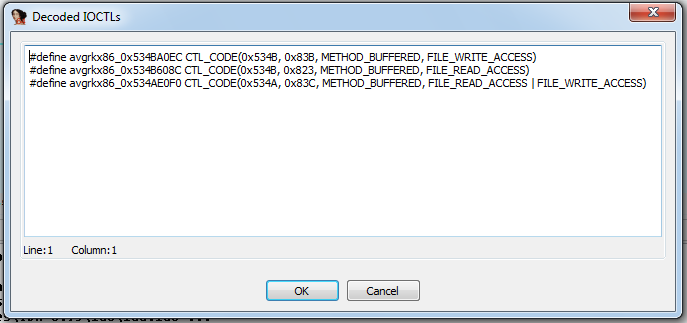 Decoded IOCTLs
#define avgrkx86_0x534BA0EC CTL_CODE(0x534B, 0x83B, METHOD_BUFFERED, FILE_WRITE_ACCESS)
#define avgrkx86_0x534B608C CTL_CODE(0x534B, 0x823, METHOD_BUFFERED, FILE_READ_ACCESS)
#define avgrkx86_0x534AE0F0 CTL_CODE(0x534A, 0x83C, METHOD_BUFFERED, FILE_READ_ACCESS | FILE_WRITE_ACCESS)
Line:1 Column:1
OK Cancel